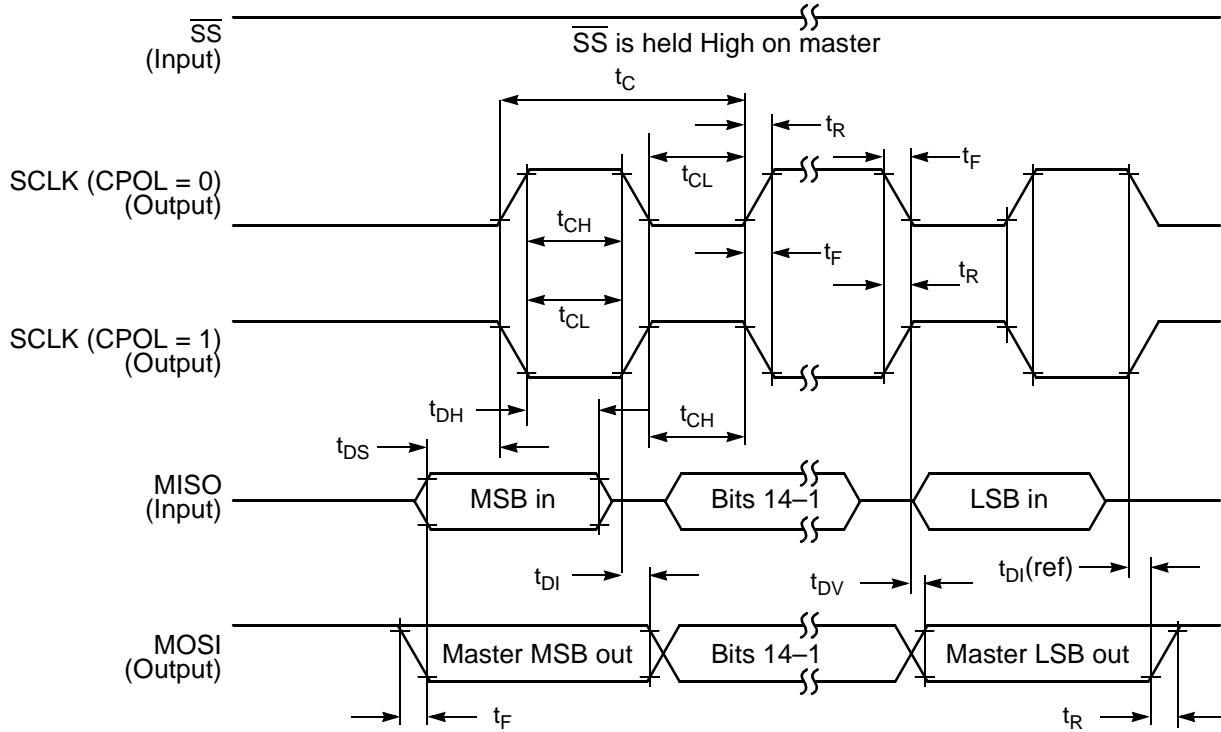 SS
(Input)
SS is held High on master
tC
tR
tF
SCLK (CPOL = 0)
(Output)
tCL
tCH
tF
tR
tCL
SCLK (CPOL = 1)
(Output)
tDH
tCH
tDS
MISO
(Input)
MSB in
Bits 14–1
LSB in
tDI
tDV
tDI(ref)
MOSI
(Output)
Master MSB out
Bits 14–1
Master LSB out
tF
tR